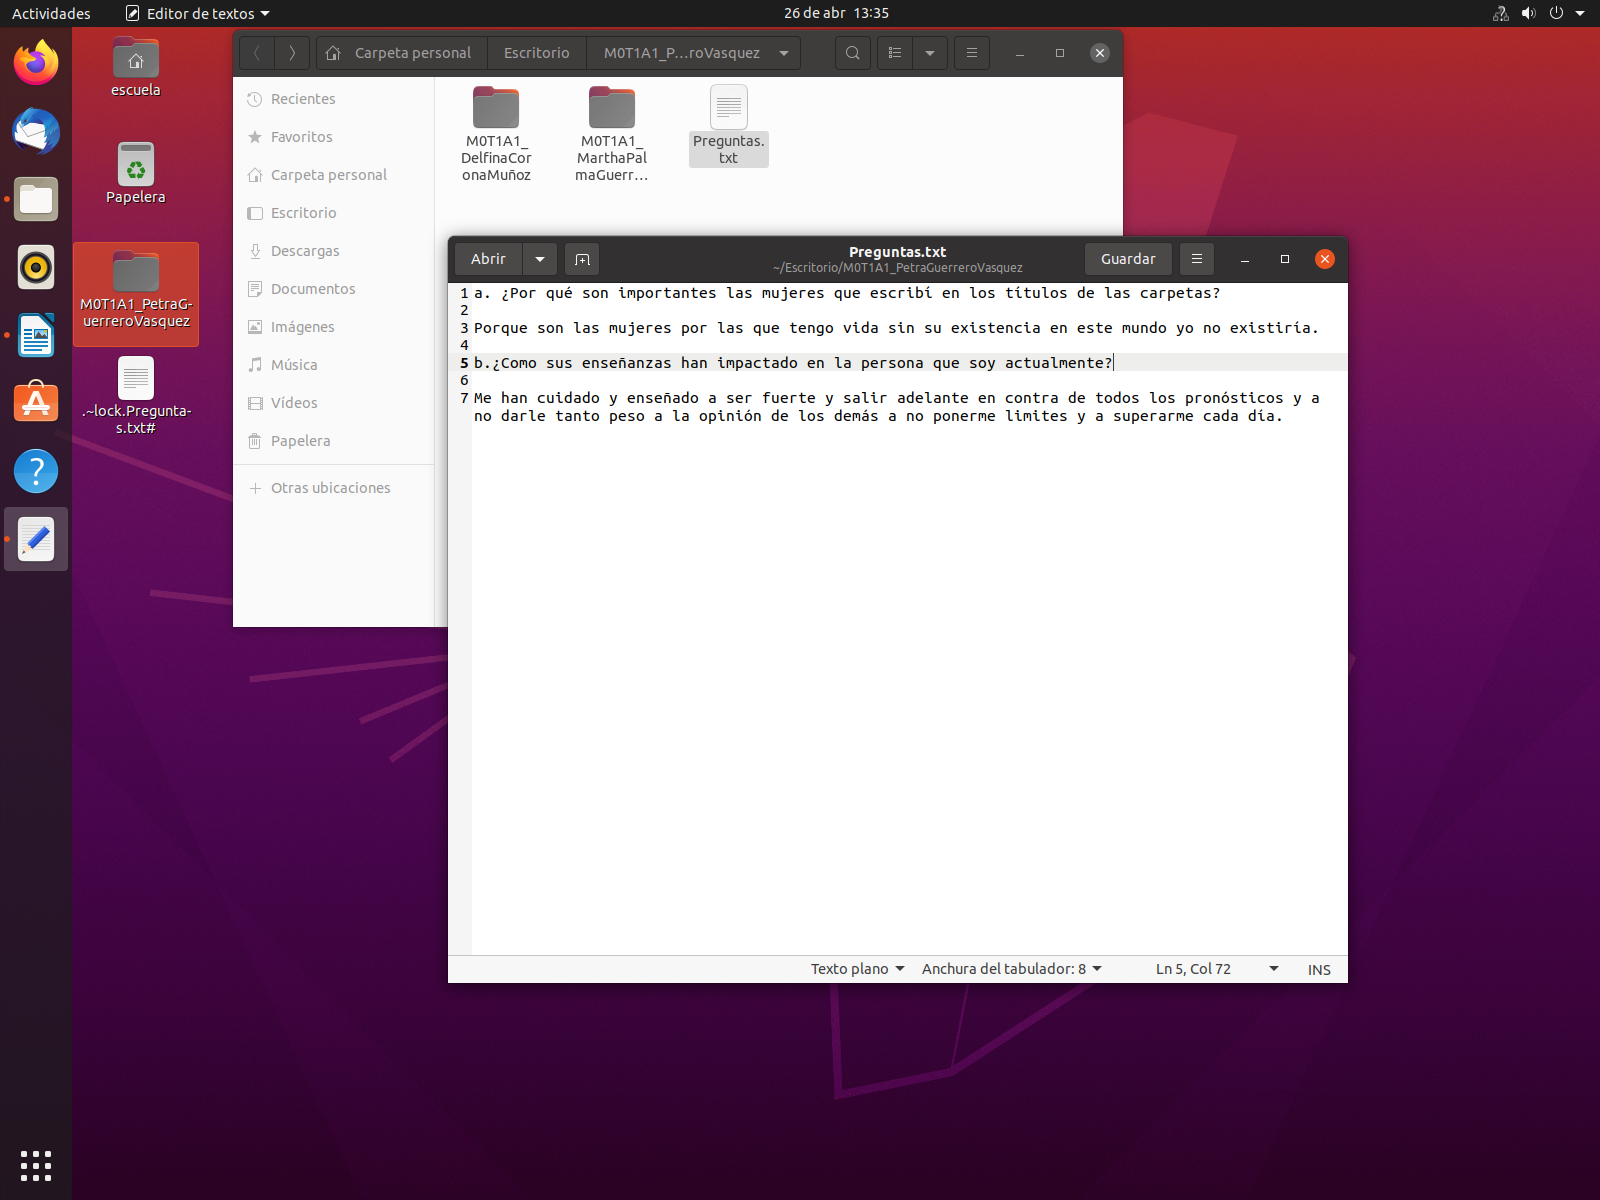 Actividades
Editor de textos
26 de abr 13:35
escuela
Papelera
M0T1A1_PetraG-
uerreroVasquez
.~lock.Pregunta-
s.txt#
Carpeta personal
Escritorio
M0T1A1_P...roVasquez
Recientes
Favoritos
Carpeta personal
Escritorio
Descargas
Documentos
Imágenes
Música
Vídeos
Papelera
Otras ubicaciones
M0T1A1_
DelfinaCor
onaMuñoz
M0T1A1_
MarthaPal
maGuerr...
Preguntas.
txt
Abrir
Preguntas.txt
~/Escritorio/M0T1A1_PetraGuerreroVasquez
Guardar
1 a. ¿Por qué son importantes las mujeres que escribí en los títulos de las carpetas?
2
3 Porque son las mujeres por las que tengo vida sin su existencia en este mundo yo no existiría.
4
5 b.¿Como sus enseñanzas han impactado en la persona que soy actualmente?
6
7 Me han cuidado y enseñado a ser fuerte y salir adelante en contra de todos los pronósticos y a
no darle tanto peso a la opinión de los demás a no ponerme limites y a superarme cada día.
Texto plano
Anchura del tabulador: 8
Ln 5, Col 72
INS